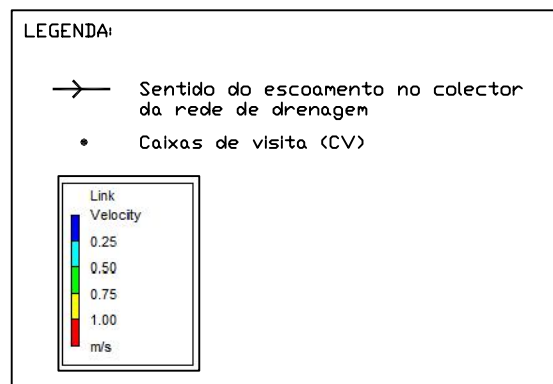 LEGENDA:
Sentido do escoamento no colector
da rede de drenagem
Caixas de visita (CV)
Link
Velocity
0.25
0.50
0.75
1.00
m/s